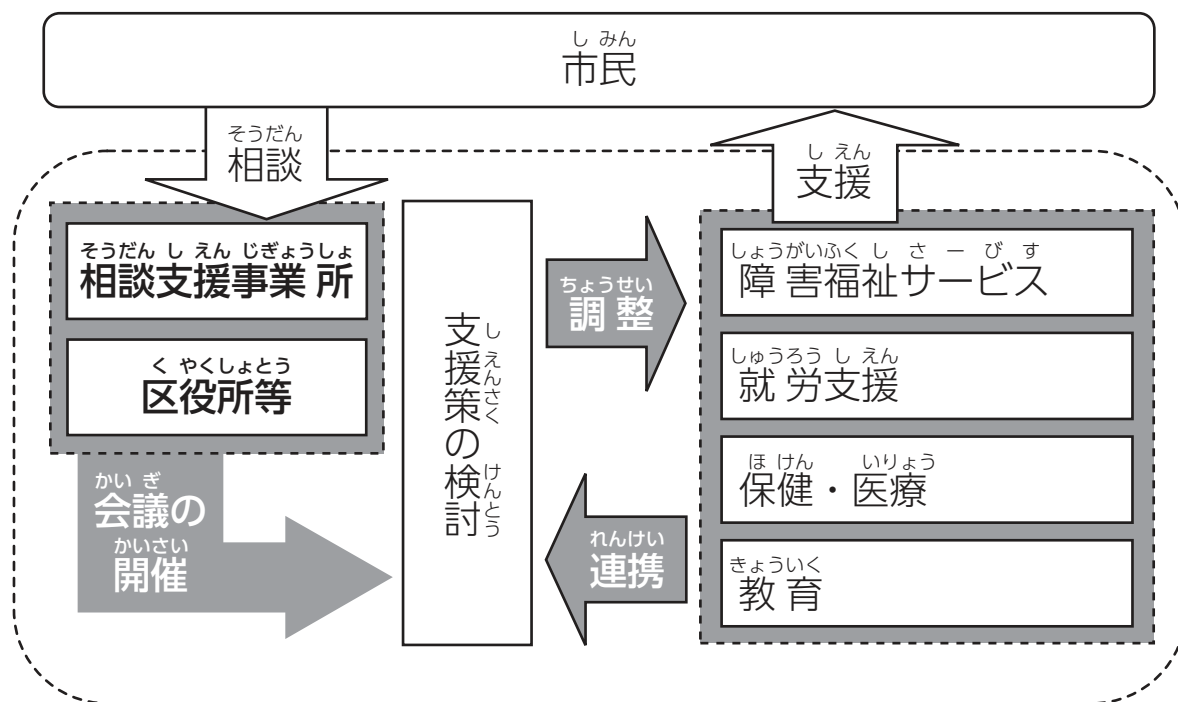 しみん
市民
そうだん
相談
そうだんしえんじぎょうしょ
相談支援事業所
くやくしょとう
区役所等
かいぎ
会議の
かいさい
開催
しえんさく けんとう
支援策の検討
ちょうせい
調整
れんけい
連携
しえん
支援
しょうがいふくしさーびす
障害福祉サービス
しゅうろうしえん
就労支援
ほけん いりょう
保健・医療
きょういく
教育